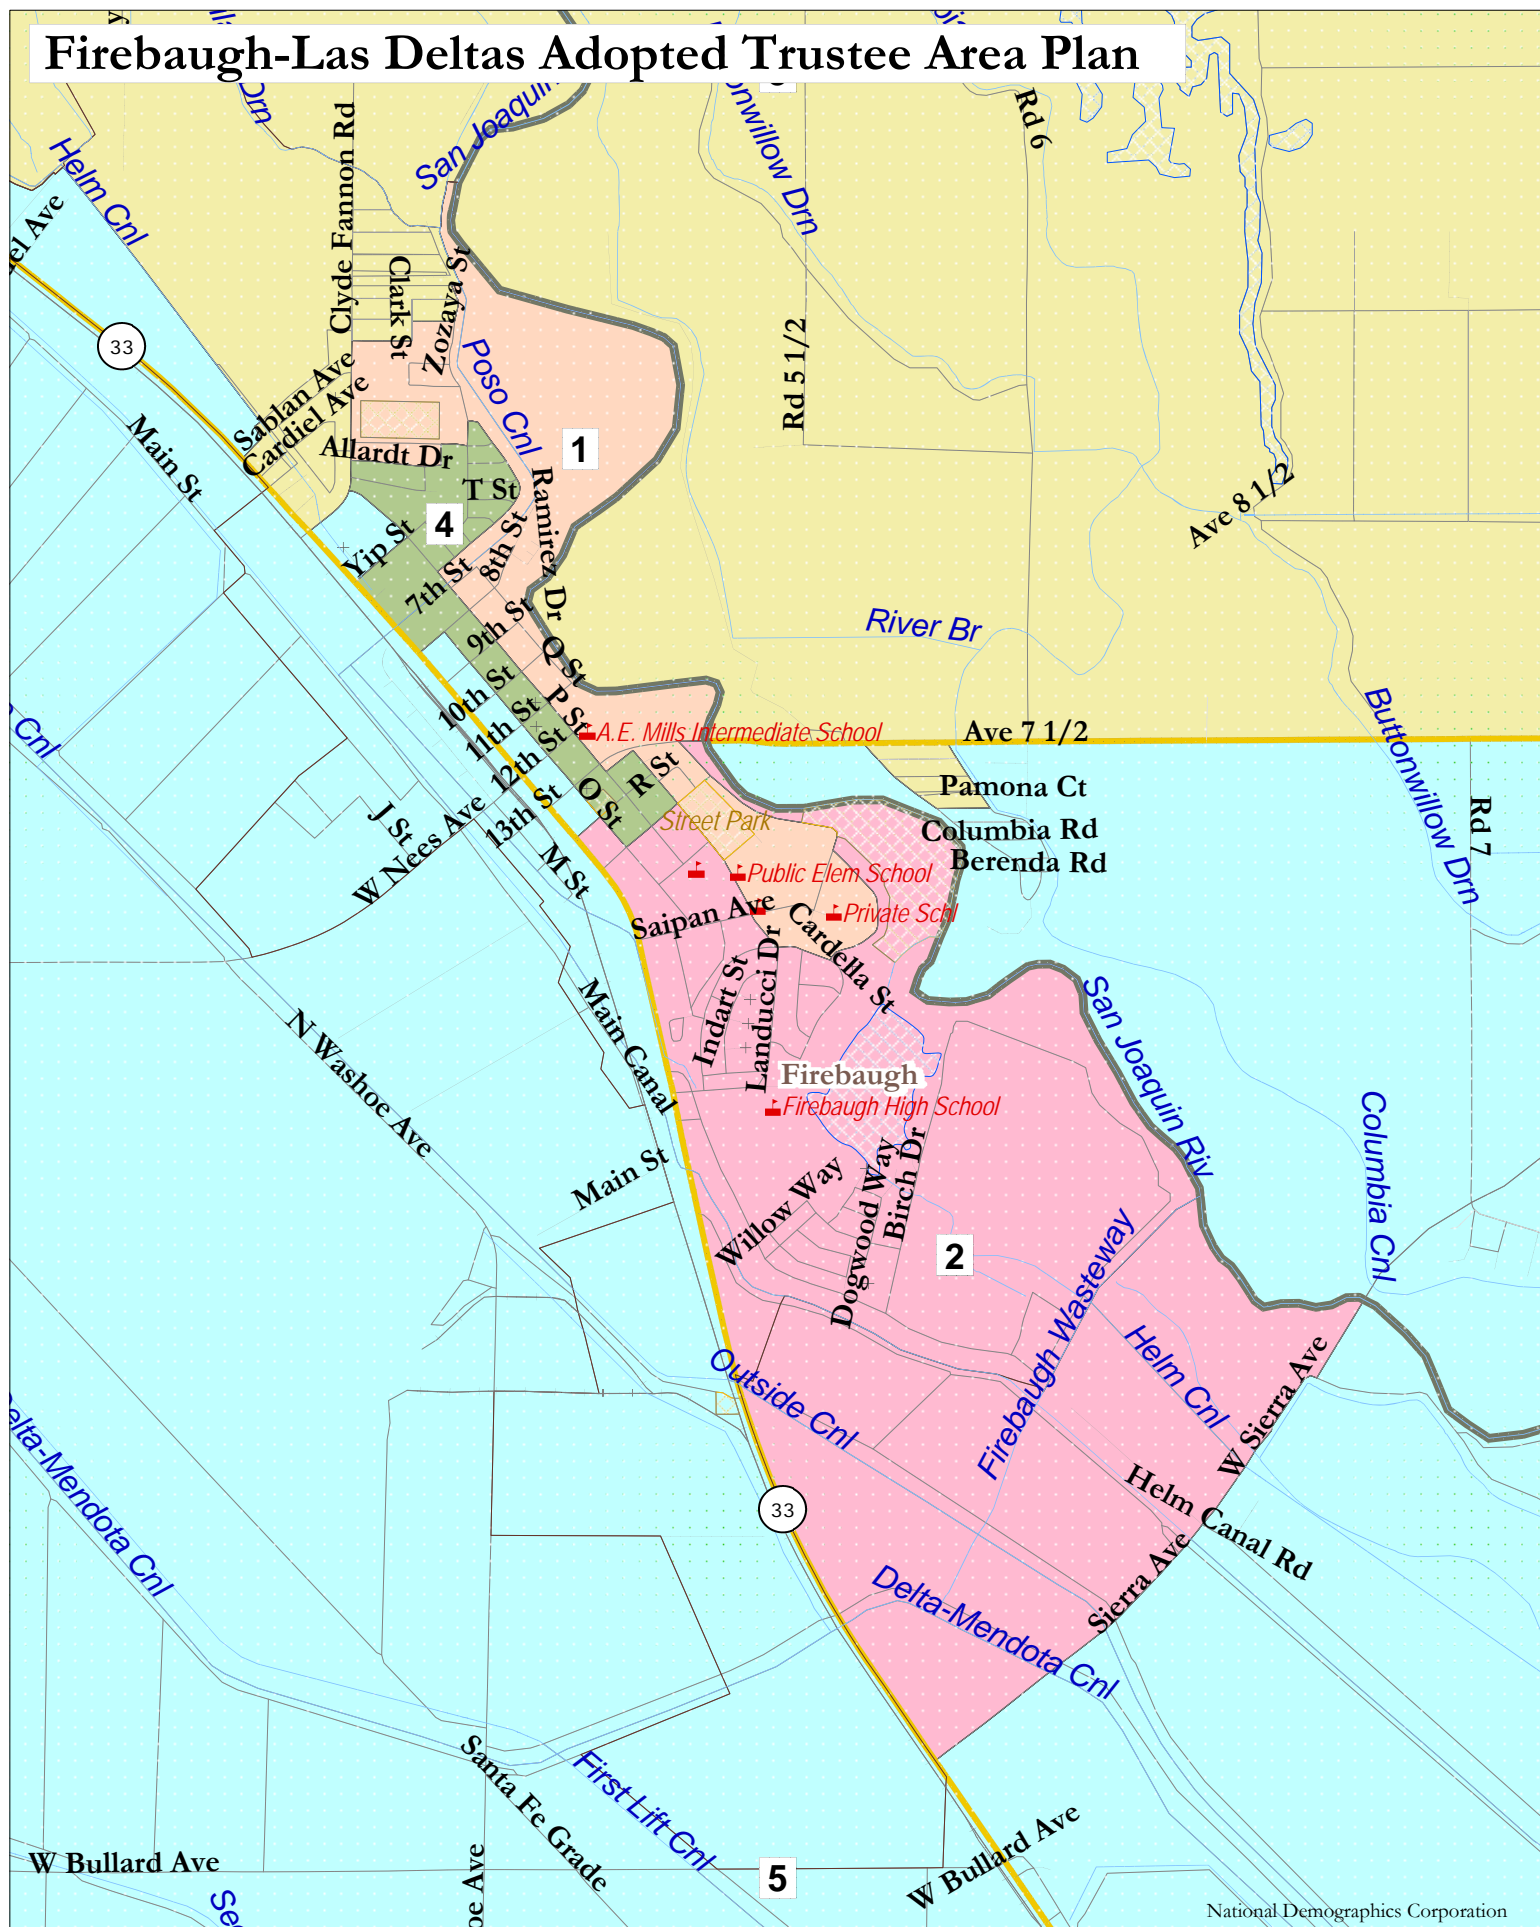 Firebaugh-Las Deltas Adopted Trustee Area Plan
Drn
San Joaquin
Rd 6
Helm Cnl
Clyde Fannon Rd
Clark St
Zozaya St
33
Poso Cnl
Rd 5 1/2
Sablan Ave
Cardiel Ave
Main St
Allardt Dr
1
T St
Ramirez Dr
4
Ave 8 1/2
Yip St
8th St
7th St
9th St
River Br
Q St
10th St
P St
11th St
A.E. Mills Intermediate School
Ave 7 1/2
Buttonwillow Drn
12th St
R St
Pamona Ct
O St
13th St
Rd 7
J St
W Nees Ave
Street Park
Columbia Rd
Berenda Rd
M St
Public Elem School
Saipan Ave
Private Schl
Cardella St
Indart St
Landucci Dr
Main Canal
San Joaquin Riv
N Washoe Ave
Firebaugh
Firebaugh High School
Columbia Cnl
Main St
Willow Way
Dogwood Way
Birch Dr
2
Firebaugh Wasteway
Helm Cnl
Outside Cnl
W Sierra Ave
33
Helm Canal Rd
Sierra Ave
Delta-Mendota Cnl
Delta-Mendota Cnl
Santa Fe Grade
First Lift Cnl
W Bullard Ave
5
W Bullard Ave
National Demographics Corporation